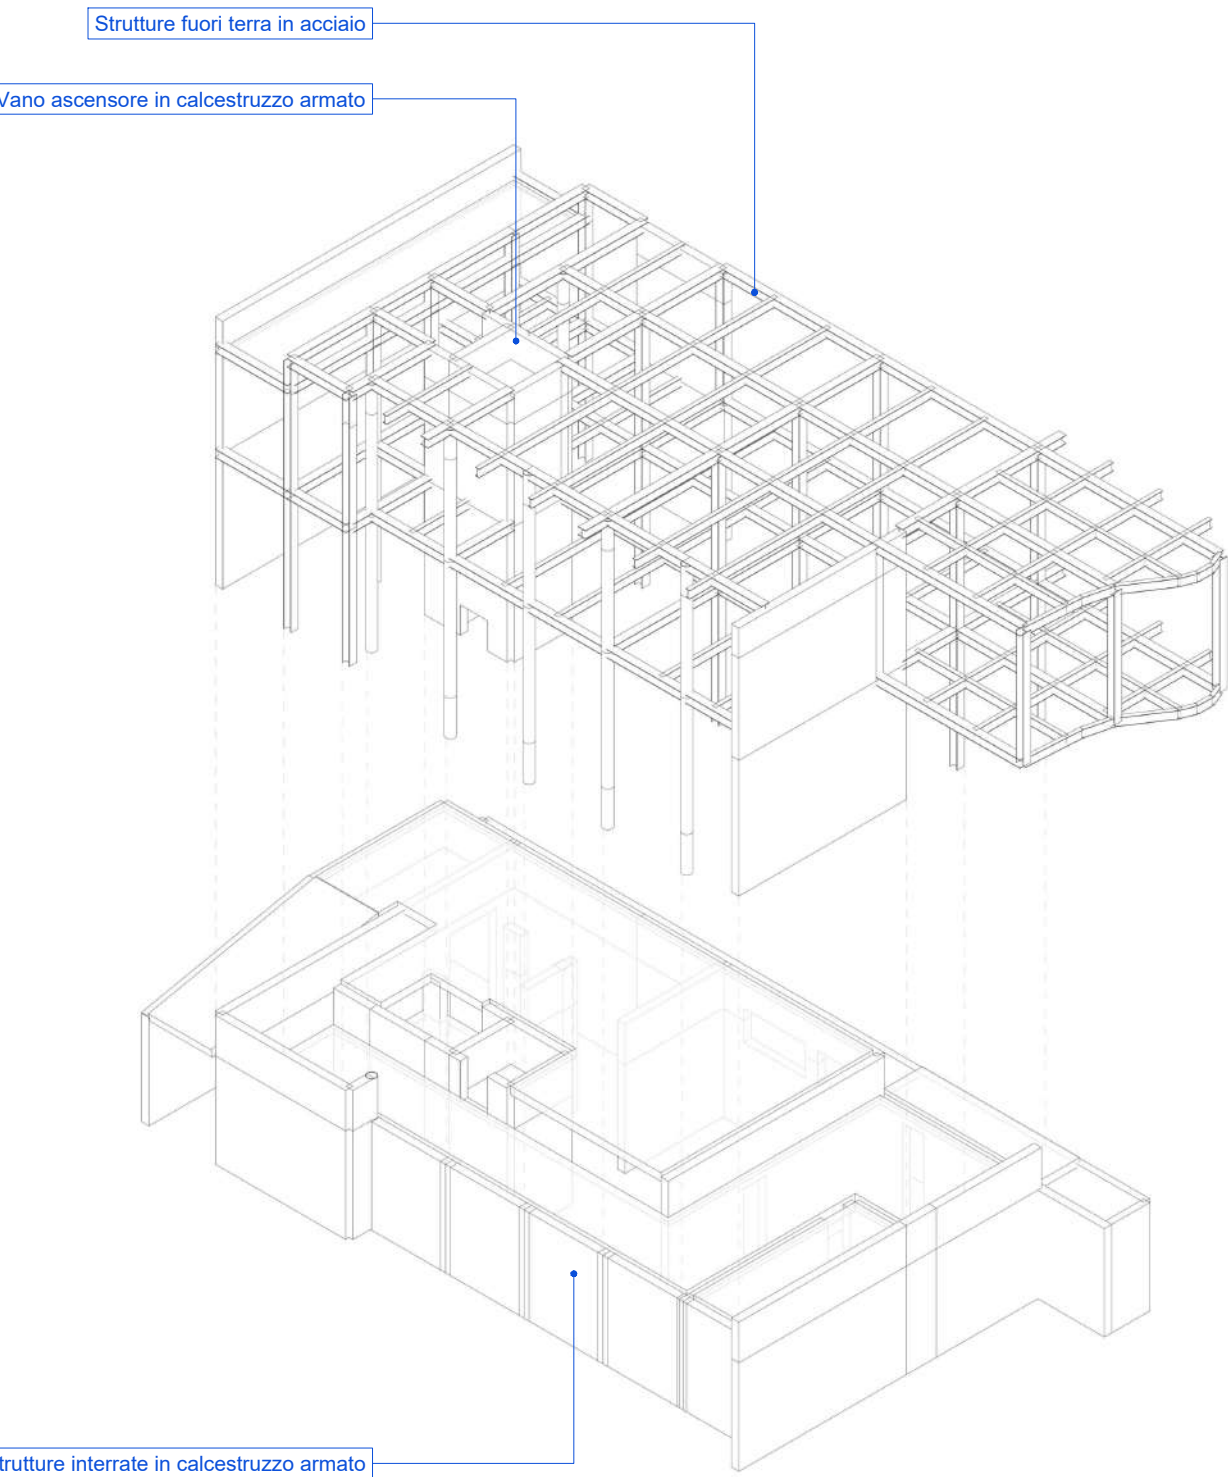 Strutture fuori terra in acciaio
Vano ascensore in calcestruzzo armato
trutture interrate in calcestruzzo armato